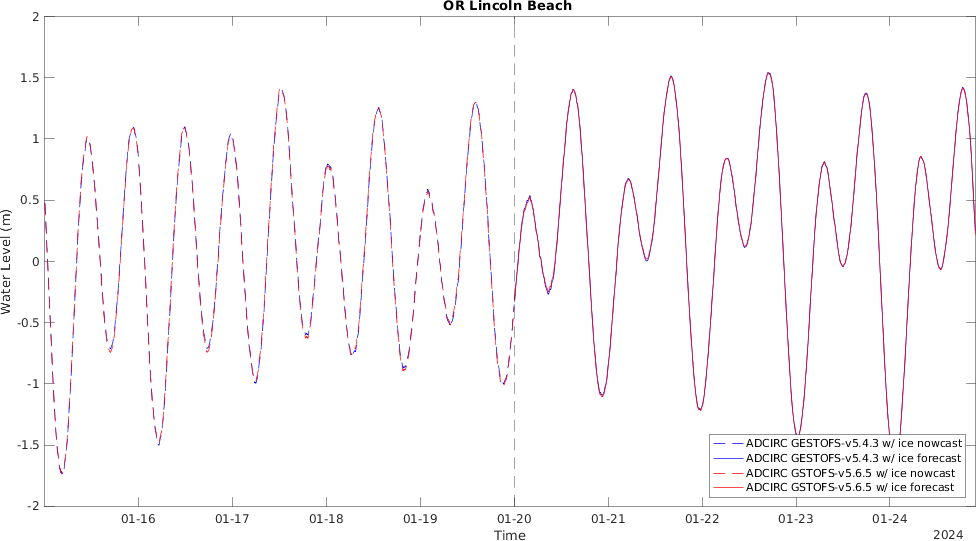 OR Lincoln Beach
2
1.5
1
0.5
0
-0.5
-1
-1.5
-2
Water Level (m)
01-16
01-17
01-18
01-19
01-20
01-21
01-22
01-23
01-24
Time
2024
ADCIRC GESTOFS-v5.4.3 w/ ice nowcast
ADCIRC GESTOFS-v5.4.3 w/ ice forecast
ADCIRC GSTOFS-v5.6.5 w/ ice nowcast
ADCIRC GSTOFS-v5.6.5 w/ ice forecast